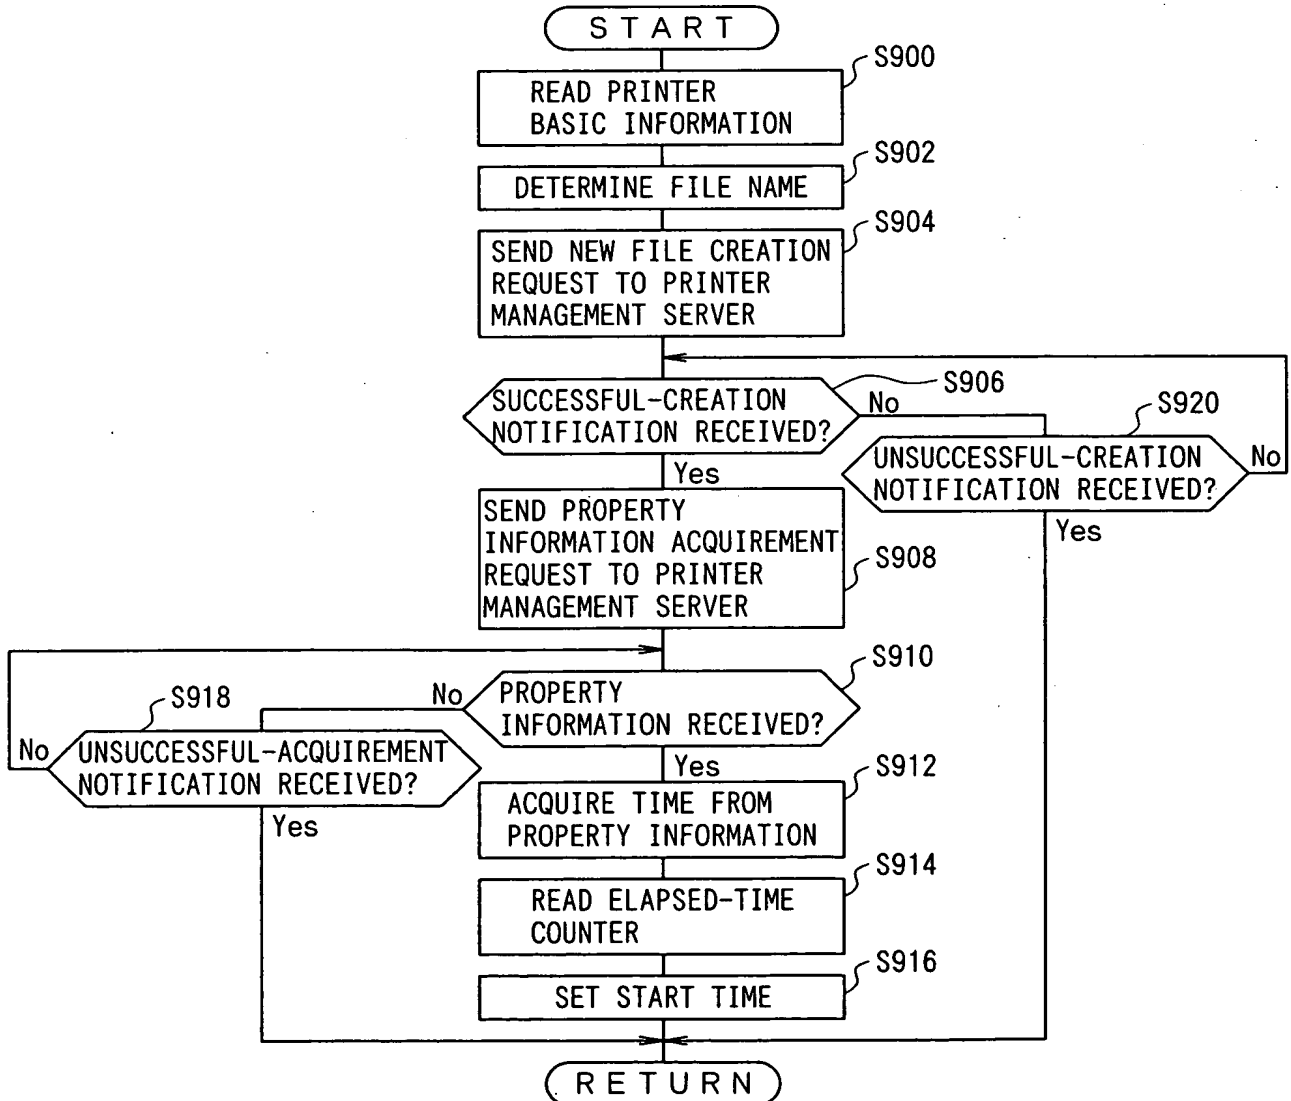 START
S900
READ PRINTER
BASIC INFORMATION
S902
DETERMINE FILE NAME
S904
SEND NEW FILE CREATION
REQUEST TO PRINTER
MANAGEMENT SERVER
S906
SUCCESSFUL-CREATION
NOTIFICATION RECEIVED?
No
Yes
S920
UNSUCCESSFUL-CREATION
NOTIFICATION RECEIVED?
No
Yes
SEND PROPERTY
INFORMATION ACQUIREMENT
REQUEST TO PRINTER
MANAGEMENT SERVER
S908
S910
PROPERTY
INFORMATION RECEIVED?
No
Yes
S918
UNSUCCESSFUL-ACQUIREMENT
NOTIFICATION RECEIVED?
No
Yes
S912
ACQUIRE TIME FROM
PROPERTY INFORMATION
S914
READ ELAPSED-TIME
COUNTER
S916
SET START TIME
RETURN